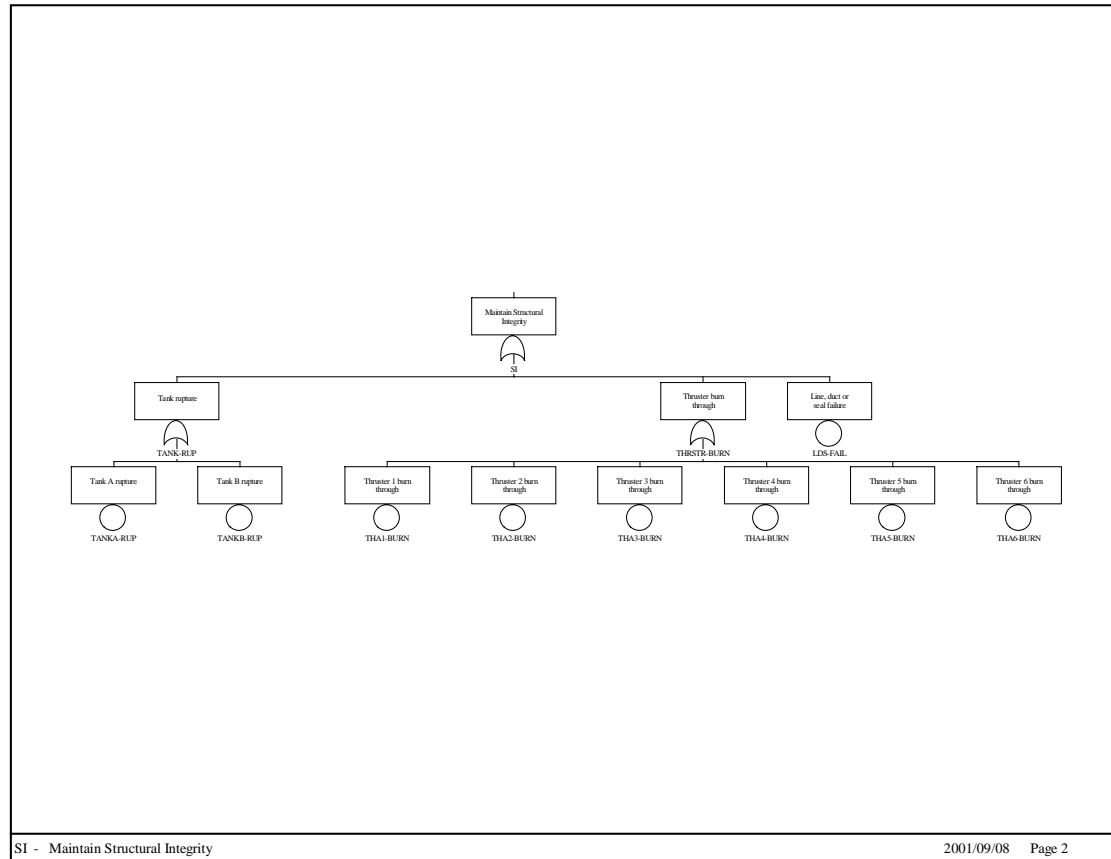 Maintain Structural
Integrity
SI
Tank rupture
Thruster burn
through
Line, duct or
seal failure
TANK-RUP
THRSTR-BURN
LDS-FAIL
Tank A rupture
Tank B rupture
Thruster 1 burn
through
Thruster 2 burn
through
Thruster 3 burn
through
Thruster 4 burn
through
Thruster 5 burn
through
Thruster 6 burn
through
TANKA-RUP
TANKB-RUP
THA1-BURN
THA2-BURN
THA3-BURN
THA4-BURN
THA5-BURN
THA6-BURN
SI - Maintain Structural Integrity
2001/09/08 Page 2